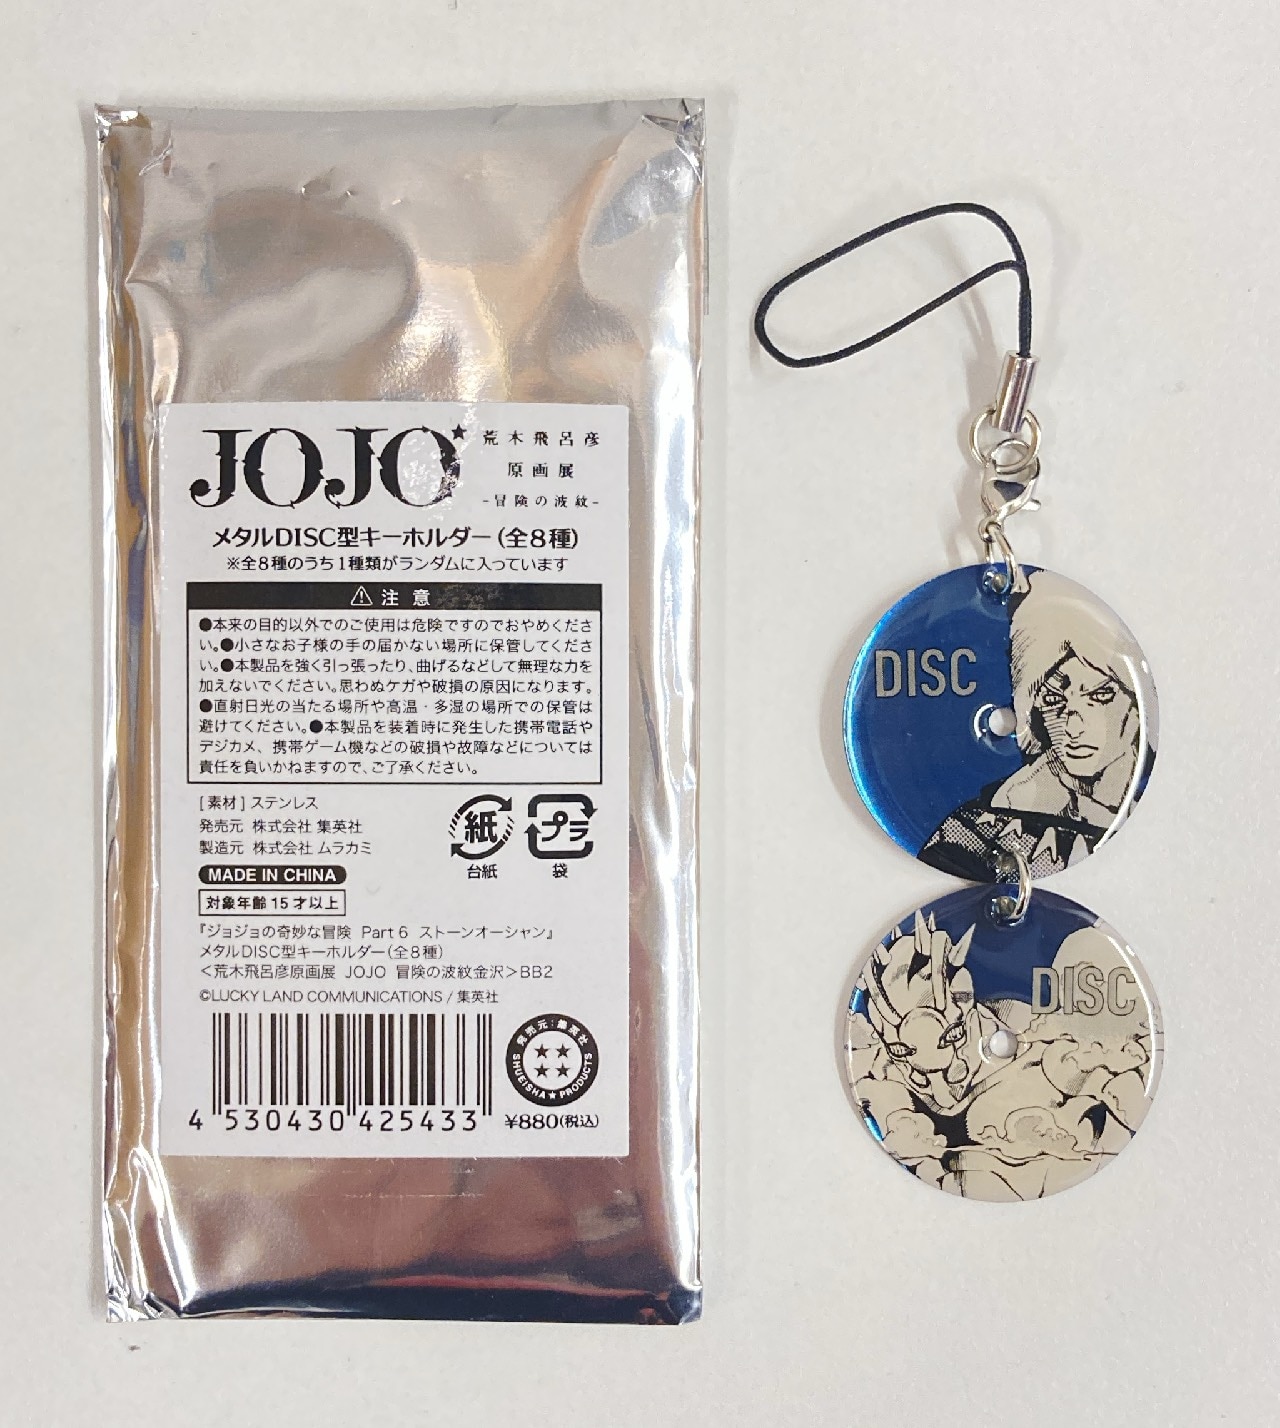 JOJO
荒木飛呂彦
原画展
-冒険の波紋-
メタルDISC型キーホルダー(全8種)
※全8種のうち1種類がランダムに入っています
⚠ 注 意
●本来の目的以外でのご使用は危険ですのでおやめくださ
い。●小さなお子様の手の届かない場所に保管してくださ
い。●本製品を強く引っ張ったり、曲げるなどして無理な力を
加えないでください。思わぬケガや破損の原因になります。
●直射日光の当たる場所や高温・多湿の場所での保管は
避けてください。●本製品を装着時に発生した携帯電話や
デジカメ、携帯ゲーム機などの破損や故障などについては
責任を負いかねますので、ご了承ください。
[素材] ステンレス
発売元 株式会社 集英社
製造元 株式会社 ムラカミ
紙
台紙
プラ
袋
MADE IN CHINA
対象年齢15才以上
『ジョジョの奇妙な冒険 Part 6 ストーンオーシャン』
メタルDISC型キーホルダー(全8種)
<荒木飛呂彦原画展 JOJO 冒険の波紋金沢>BB2
©LUCKY LAND COMMUNICATIONS / 集英社
4 530430 425433
発売元:集英社
SHUEISHA★PRODUCTS
¥880(税込)
DISC
DISC